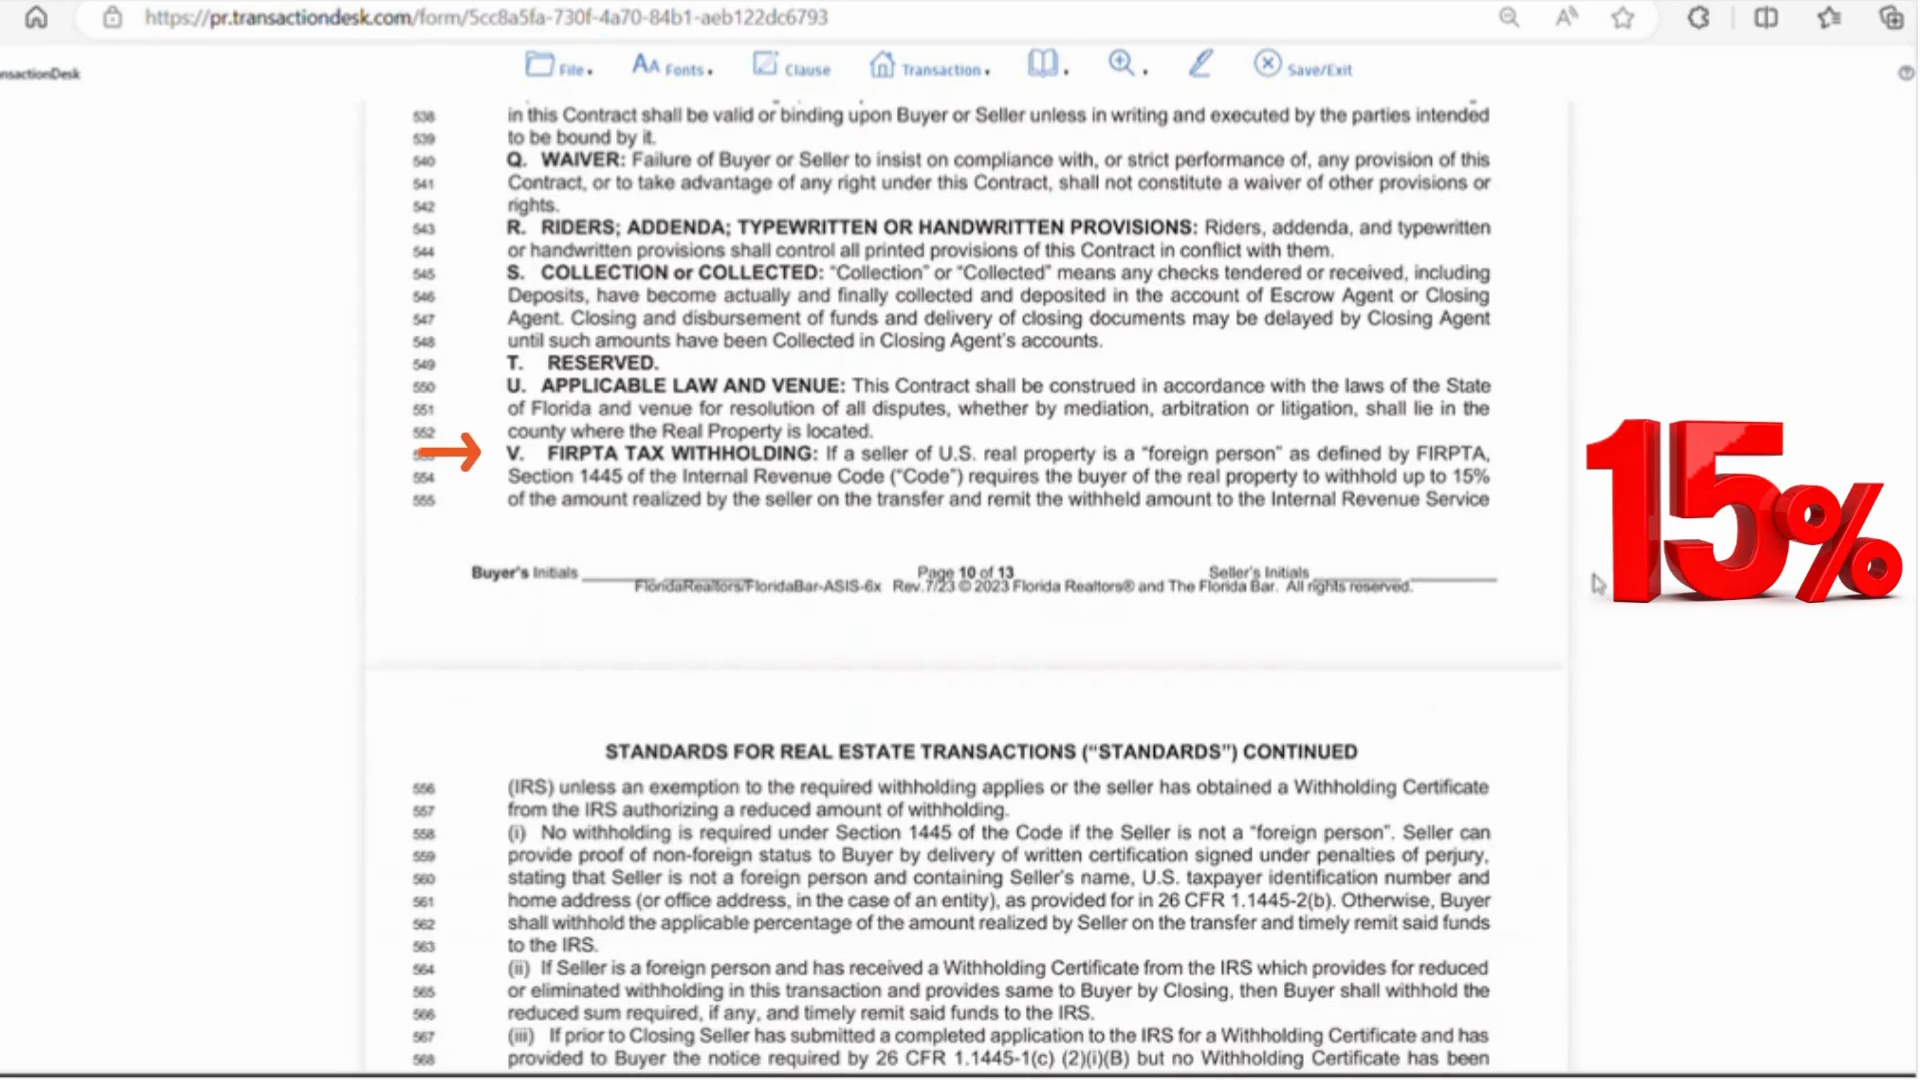 https://pr.transactiondesk.com/form/5cc8a5fa-730f-4a70-84b1-aeb122dc6793
nsactionDesk
File
AA Fonts
Clause
Transaction
Save/Exit
538 in this Contract shall be valid or binding upon Buyer or Seller unless in writing and executed by the parties intended
539 to be bound by it.
540 Q. WAIVER: Failure of Buyer or Seller to insist on compliance with, or strict performance of, any provision of this
541 Contract, or to take advantage of any right under this Contract, shall not constitute a waiver of other provisions or
542 rights.
543 R. RIDERS; ADDENDA; TYPEWRITTEN OR HANDWRITTEN PROVISIONS: Riders, addenda, and typewritten
544 or handwritten provisions shall control all printed provisions of this Contract in conflict with them.
545 S. COLLECTION or COLLECTED: “Collection” or “Collected” means any checks tendered or received, including
546 Deposits, have become actually and finally collected and deposited in the account of Escrow Agent or Closing
547 Agent. Closing and disbursement of funds and delivery of closing documents may be delayed by Closing Agent
548 until such amounts have been Collected in Closing Agent's accounts.
549 T. RESERVED.
550 U. APPLICABLE LAW AND VENUE: This Contract shall be construed in accordance with the laws of the State
551 of Florida and venue for resolution of all disputes, whether by mediation, arbitration or litigation, shall lie in the
552 county where the Real Property is located.
V. FIRPTA TAX WITHHOLDING: If a seller of U.S. real property is a “foreign person” as defined by FIRPTA,
554 Section 1445 of the Internal Revenue Code (“Code”) requires the buyer of the real property to withhold up to 15%
555 of the amount realized by the seller on the transfer and remit the withheld amount to the Internal Revenue Service
15%
Buyer's Initials Page 10 of 13 Seller's Initials
FloridaRealtors/FloridaBar-ASIS-6x Rev.7/23 © 2023 Florida Realtors® and The Florida Bar. All rights reserved.
STANDARDS FOR REAL ESTATE TRANSACTIONS (“STANDARDS”) CONTINUED
556 (IRS) unless an exemption to the required withholding applies or the seller has obtained a Withholding Certificate
557 from the IRS authorizing a reduced amount of withholding.
558 (i) No withholding is required under Section 1445 of the Code if the Seller is not a “foreign person”. Seller can
559 provide proof of non-foreign status to Buyer by delivery of written certification signed under penalties of perjury,
560 stating that Seller is not a foreign person and containing Seller's name, U.S. taxpayer identification number and
561 home address (or office address, in the case of an entity), as provided for in 26 CFR 1.1445-2(b). Otherwise, Buyer
562 shall withhold the applicable percentage of the amount realized by Seller on the transfer and timely remit said funds
563 to the IRS.
564 (ii) If Seller is a foreign person and has received a Withholding Certificate from the IRS which provides for reduced
565 or eliminated withholding in this transaction and provides same to Buyer by Closing, then Buyer shall withhold the
566 reduced sum required, if any, and timely remit said funds to the IRS.
567 (iii) If prior to Closing Seller has submitted a completed application to the IRS for a Withholding Certificate and has
568 provided to Buyer the notice required by 26 CFR 1.1445-1(c) (2)(i)(B) but no Withholding Certificate has been